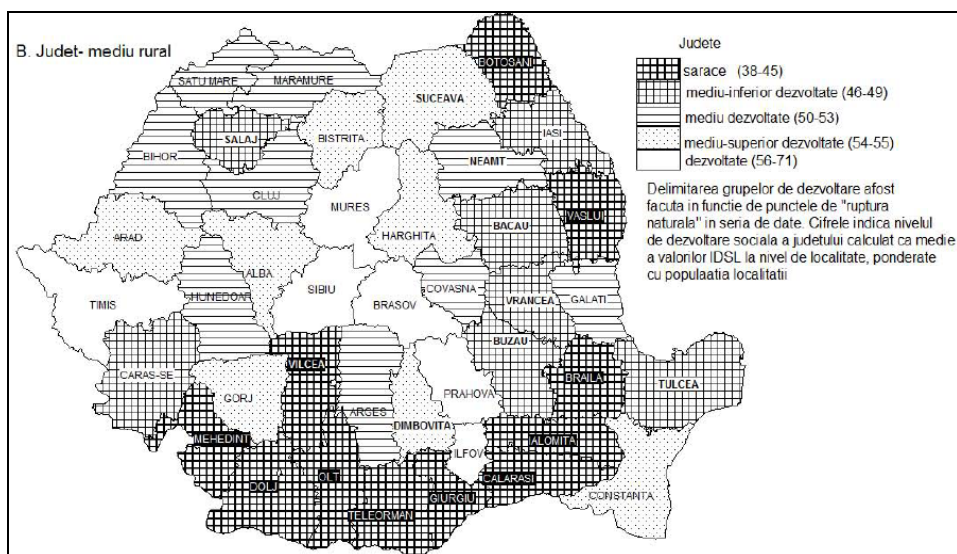 B. Judet- mediu rural
Judete
sarace (38-45)
mediu-inferior dezvoltate (46-49)
mediu dezvoltate (50-53)
mediu-superior dezvoltate (54-55)
dezvoltate (56-71)
Delimitarea grupelor de dezvoltare afost
facuta in functie de punctele de "ruptura
naturala" in seria de date. Cifrele indica nivelul
de dezvoltare sociala a judetului calculat ca medie
a valorilor IDSL la nivel de localitate, ponderate
cu populaatia localitatii
BOTOSANI
SATU MARE
MARAMURE
SUCEAVA
SALAJ
BISTRITA
IASI
BIHOR
NEAMT
CLUJ
MURES
VASLUI
BACAU
ARAD
HARGHITA
ALBA
TIMIS
HUNEDOAR
SIBIU
BRASOV
COVASNA
VRANCEA
GALATI
BUZAU
VILCEA
CARAS-SE
BRAILA
TULCEA
GORJ
PRAHOVA
ARGES
DIMBOVITA
MEHEDINT
ILFOV
IALOMITA
DOLJ
OLT
CALARASI
GIURGIU
CONSTANTA
TELEORMAN